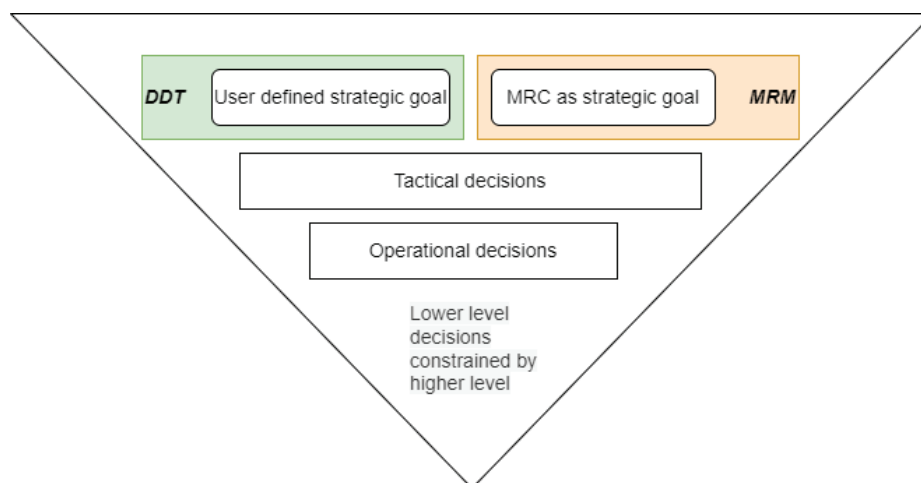 DDT User defined strategic goal MRC as strategic goal MRM
Tactical decisions
Operational decisions
Lower level
decisions
constrained by
higher level